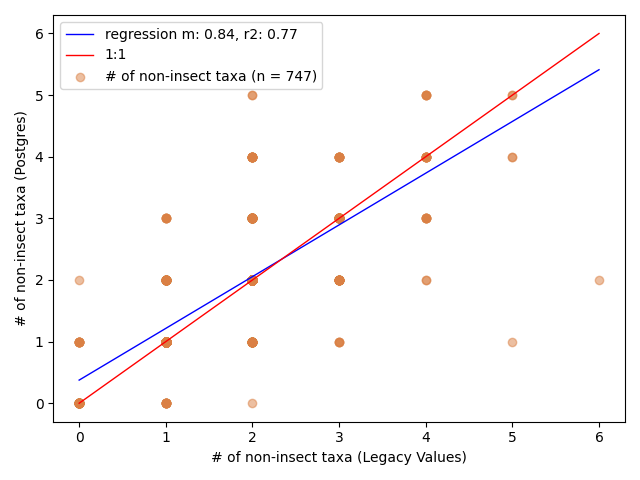 regression m: 0.84, r2: 0.77
1:1
# of non-insect taxa (n = 747)
# of non-insect taxa (Postgres)
6
5
4
3
2
1
0
0 1 2 3 4 5 6
# of non-insect taxa (Legacy Values)